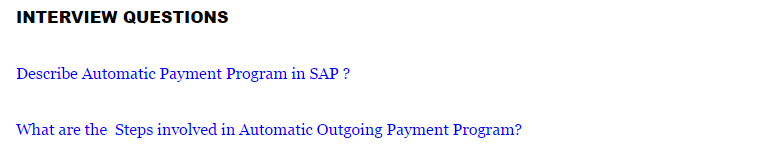 INTERVIEW QUESTIONS
Describe Automatic Payment Program in SAP ?
What are the  Steps involved in Automatic Outgoing Payment Program?